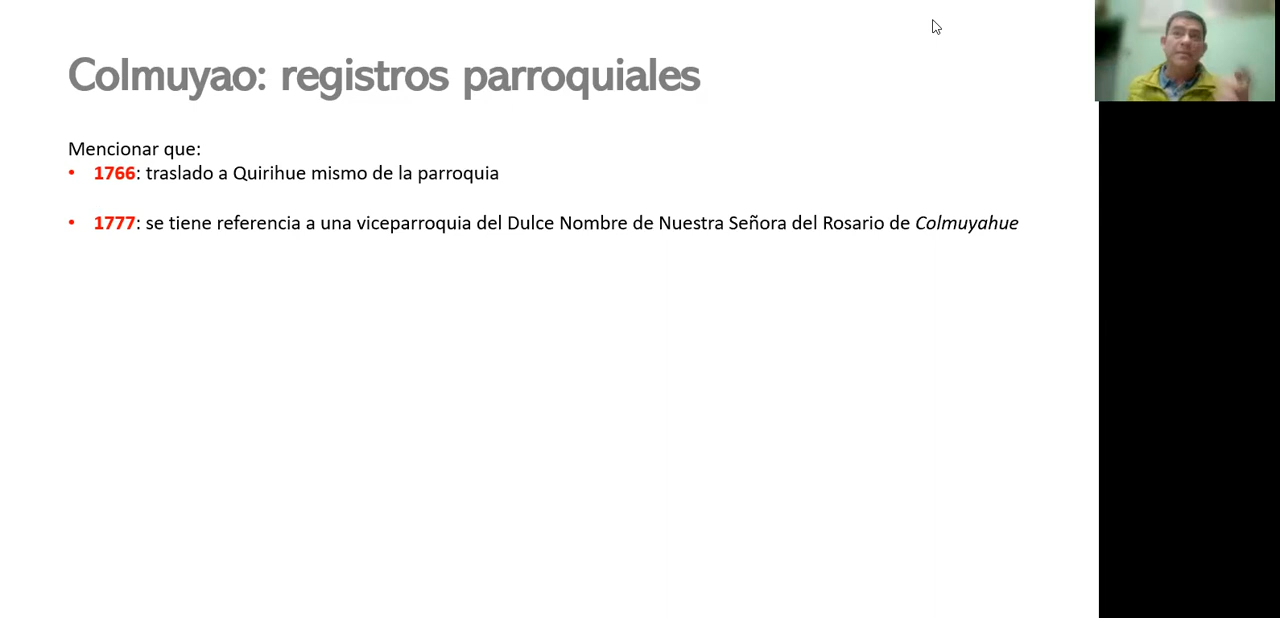 Colmuyao: registros parroquiales
Mencionar que:
• 1766: traslado a Quirihue mismo de la parroquia
• 1777: se tiene referencia a una viceparroquia del Dulce Nombre de Nuestra Señora del Rosario de Colmuyahue